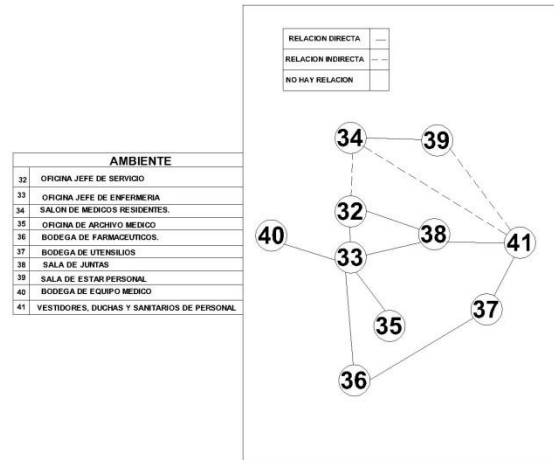 RELACION DIRECTA
RELACION INDIRECTA
NO HAY RELACION
AMBIENTE
32 OFICINA JEFE DE SERVICIO
33 OFICINA JEFE DE ENFERMERIA
34 SALON DE MEDICOS RESIDENTES.
35 OFICINA DE ARCHIVO MEDICO
36 BODEGA DE FARMACEUTICOS.
37 BODEGA DE UTENSILIOS
38 SALA DE JUNTAS
39 SALA DE ESTAR PERSONAL
40 BODEGA DE EQUIPO MEDICO
41 VESTIDORES, DUCHAS Y SANITARIOS DE PERSONAL
34 39
32
40 38 41
33
37
35
36